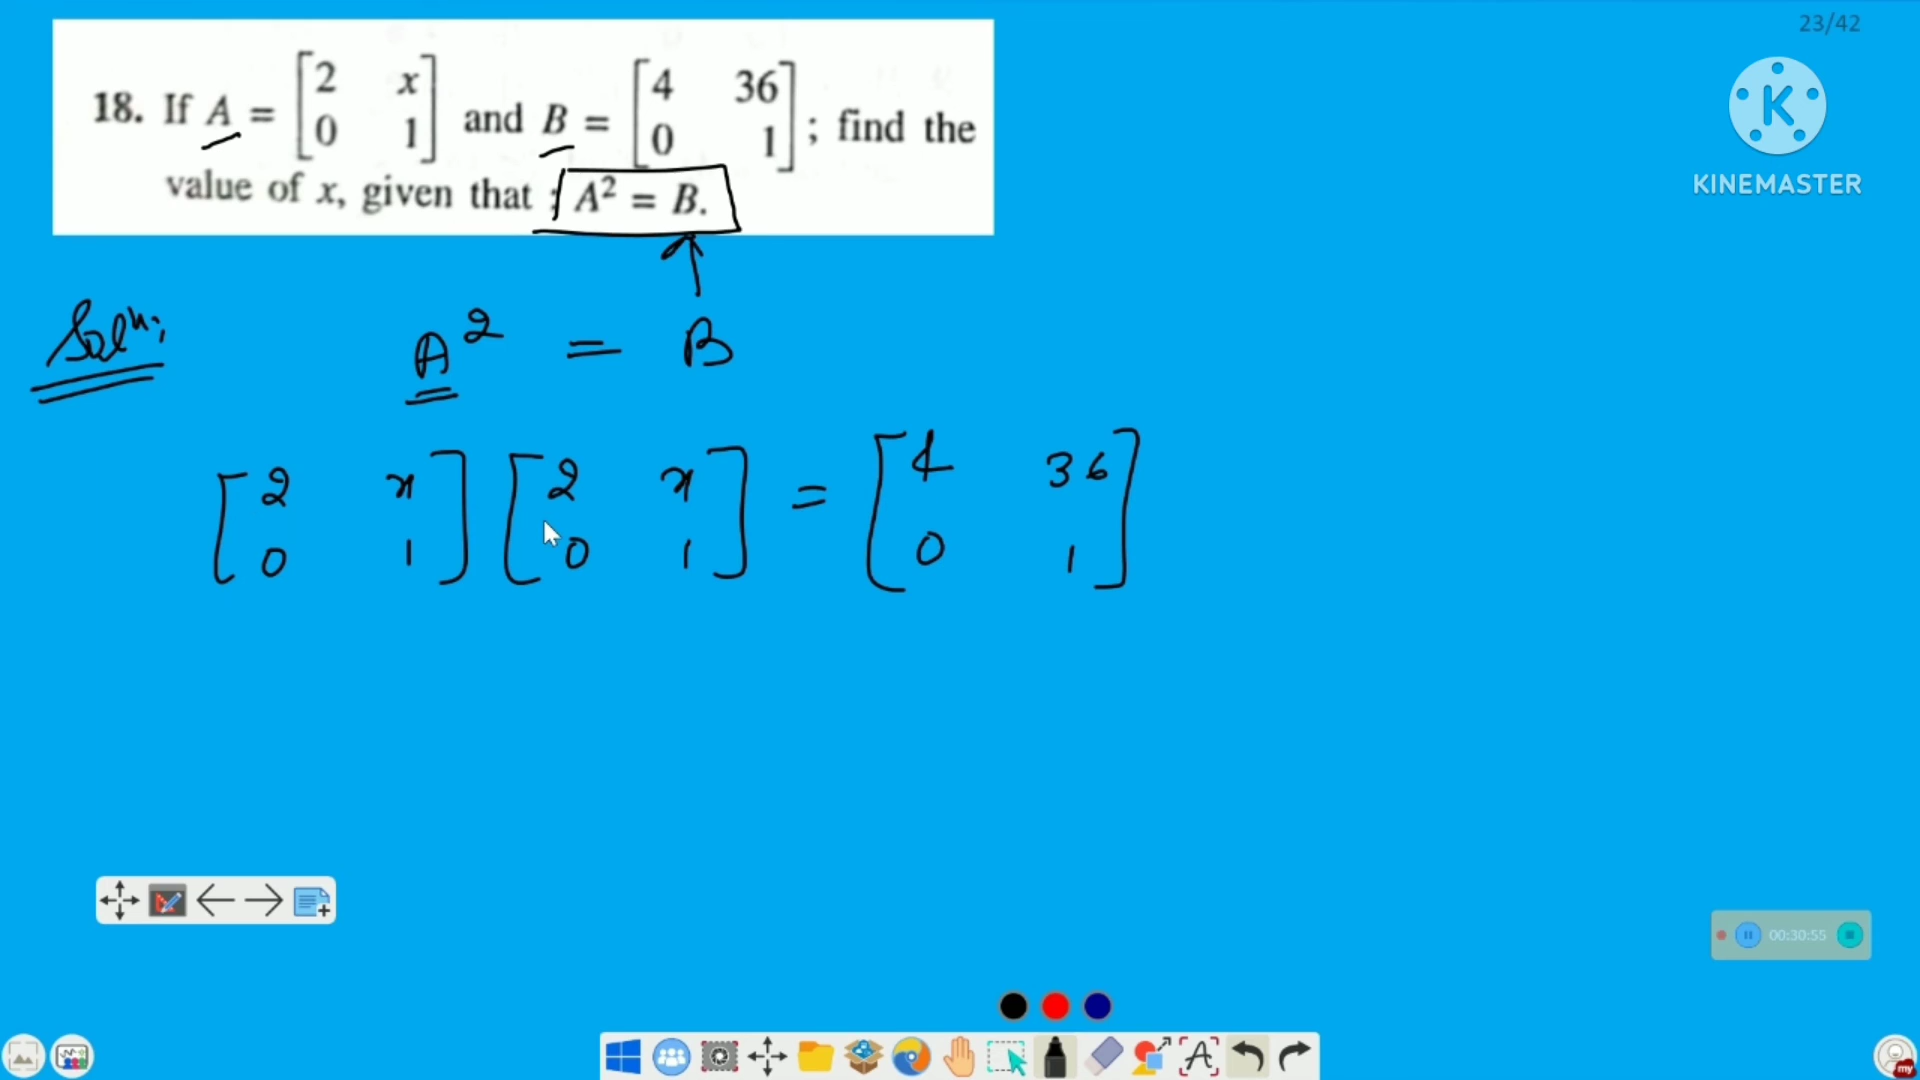 23/42
18. If A = [2 x] and B = [4 36]; find the
[0 1] [0 1]
value of x, given that : A² = B.
KINEMASTER
Solⁿ:
A² = B
[2 x] [2 x] = [4 36]
[0 1] [0 1] [0 1]
00:30:55
my